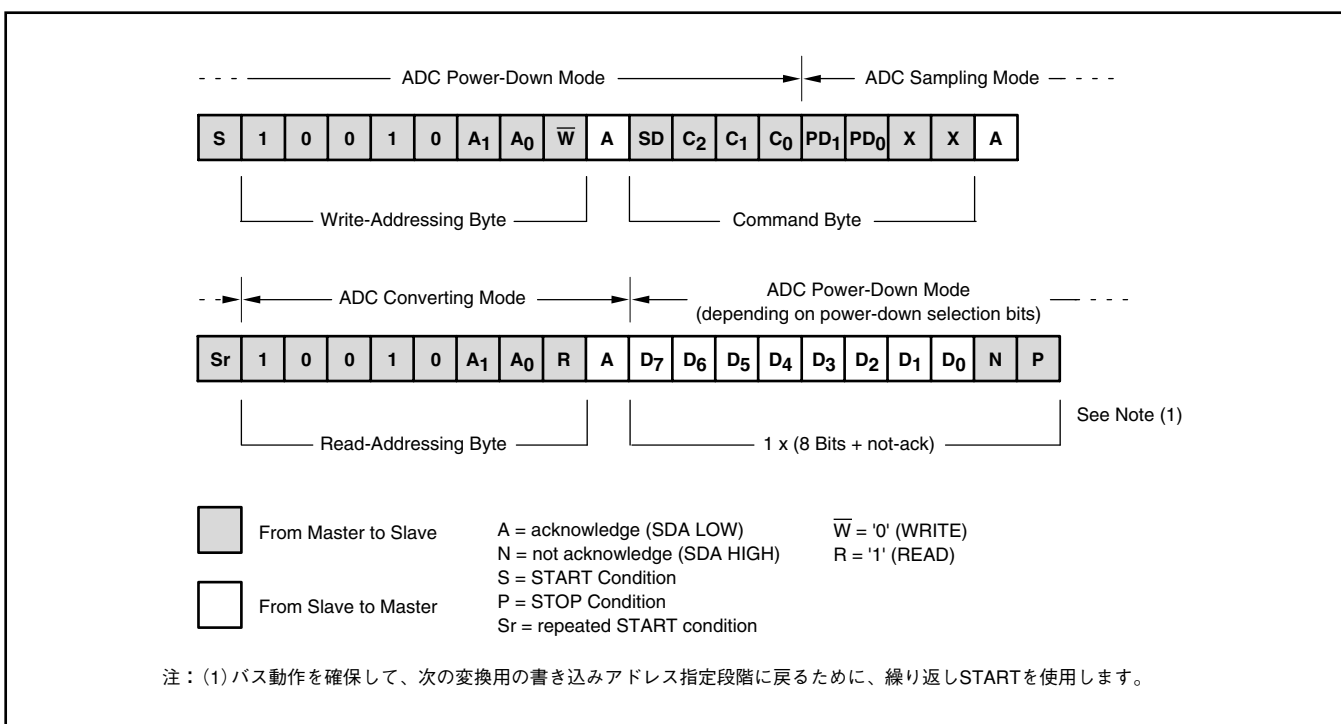 ADC Power-Down Mode ADC Sampling Mode
S 1 0 0 1 0 A1 A0 W̅ A SD C2 C1 C0 PD1 PD0 X X A
Write-Addressing Byte Command Byte
ADC Converting Mode ADC Power-Down Mode
(depending on power-down selection bits)
Sr 1 0 0 1 0 A1 A0 R A D7 D6 D5 D4 D3 D2 D1 D0 N P
See Note (1)
Read-Addressing Byte 1 x (8 Bits + not-ack)
From Master to Slave
From Slave to Master
A = acknowledge (SDA LOW)
N = not acknowledge (SDA HIGH)
S = START Condition
P = STOP Condition
Sr = repeated START condition
W̅ = '0' (WRITE)
R = '1' (READ)
注：(1) バス動作を確保して、次の変換用の書き込みアドレス指定段階に戻るために、繰り返しSTARTを使用します。